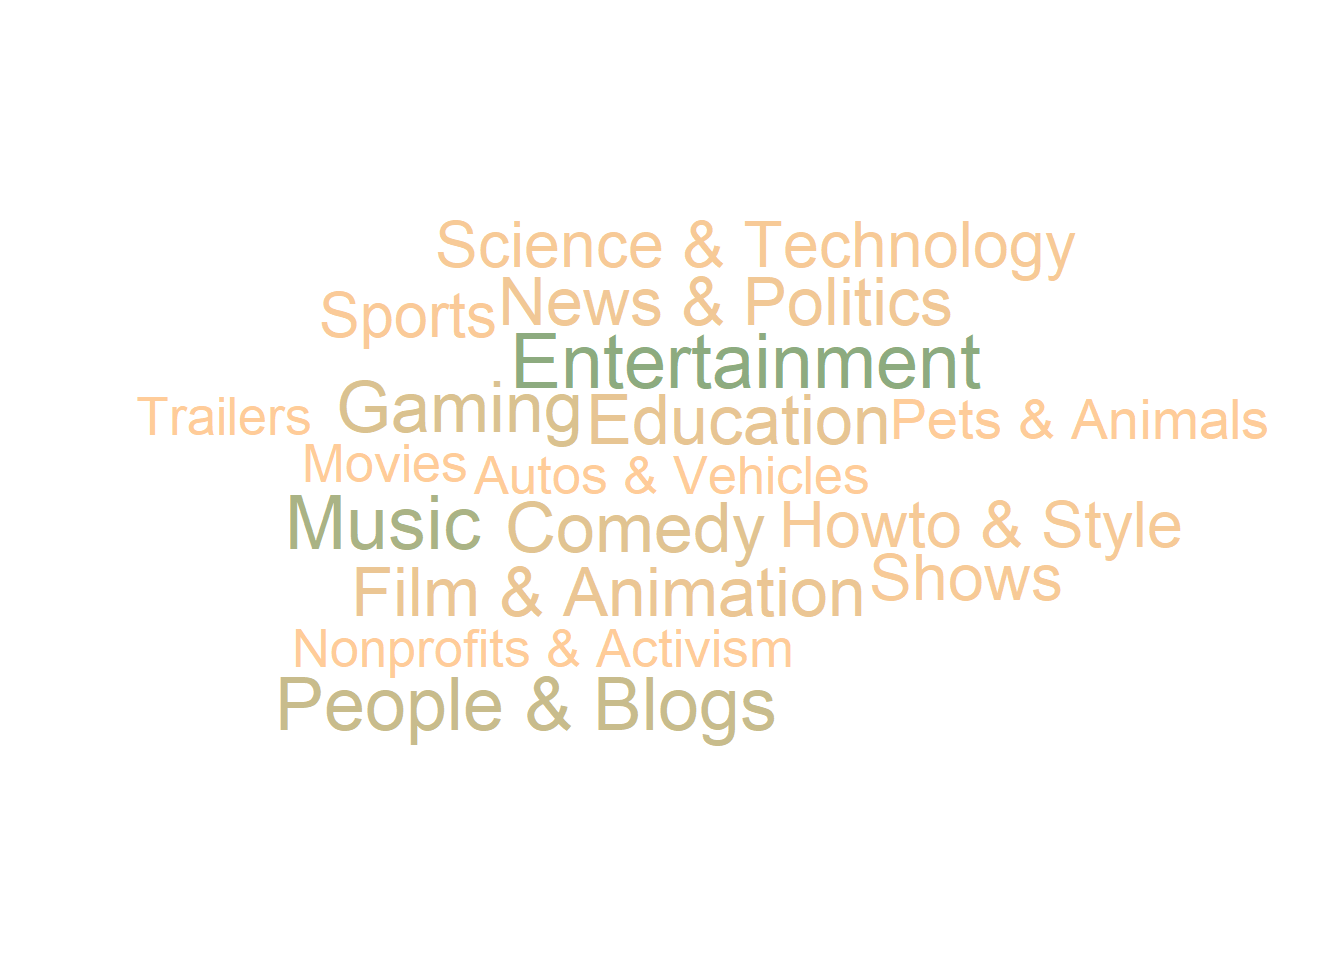 Science & Technology
Sports
News & Politics
Entertainment
Trailers
Gaming
Education
Pets & Animals
Movies
Autos & Vehicles
Music
Comedy
Howto & Style
Film & Animation
Shows
Nonprofits & Activism
People & Blogs